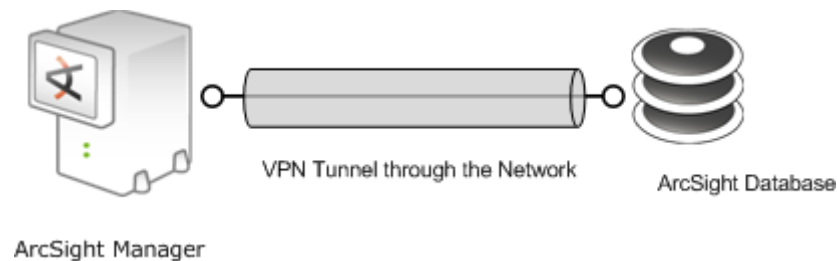 VPN Tunnel through the Network
ArcSight Database
ArcSight Manager